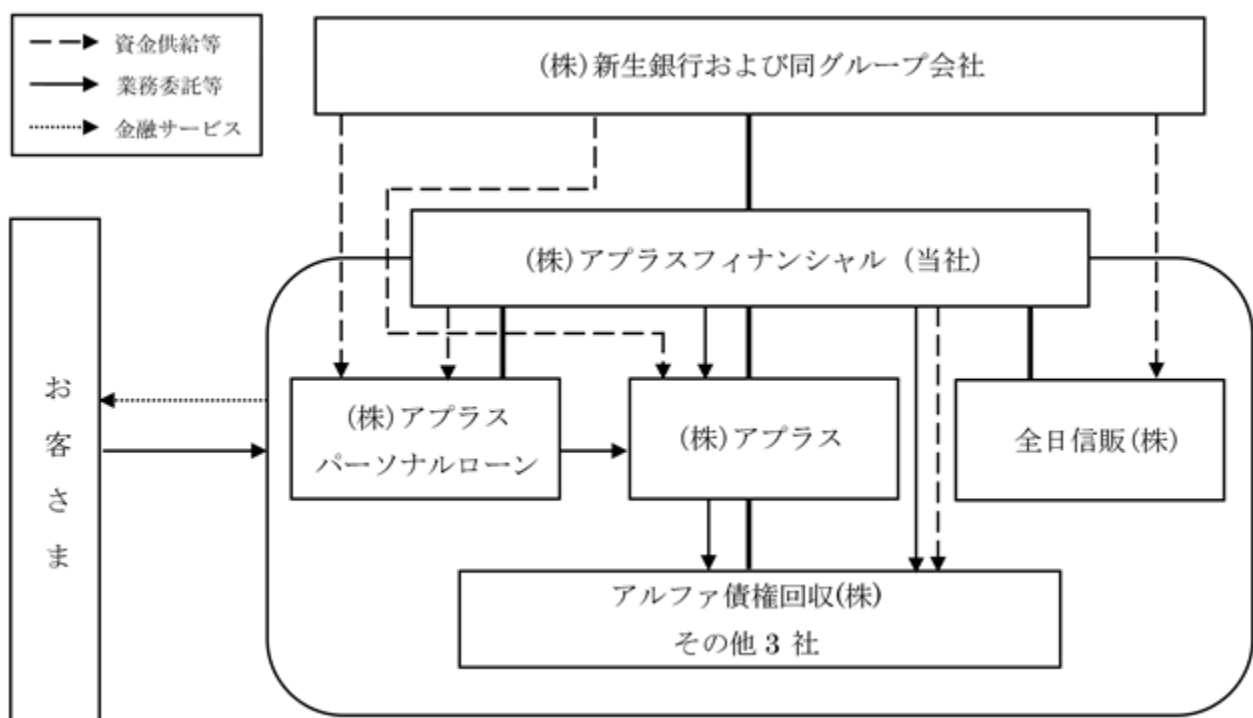 資金供給等
業務委託等
金融サービス
(株)新生銀行および同グループ会社
(株)アプラスフィナンシャル（当社）
お客さま
(株)アプラス
パーソナルローン
(株)アプラス
全日信販(株)
アルファ債権回収(株)
その他3社